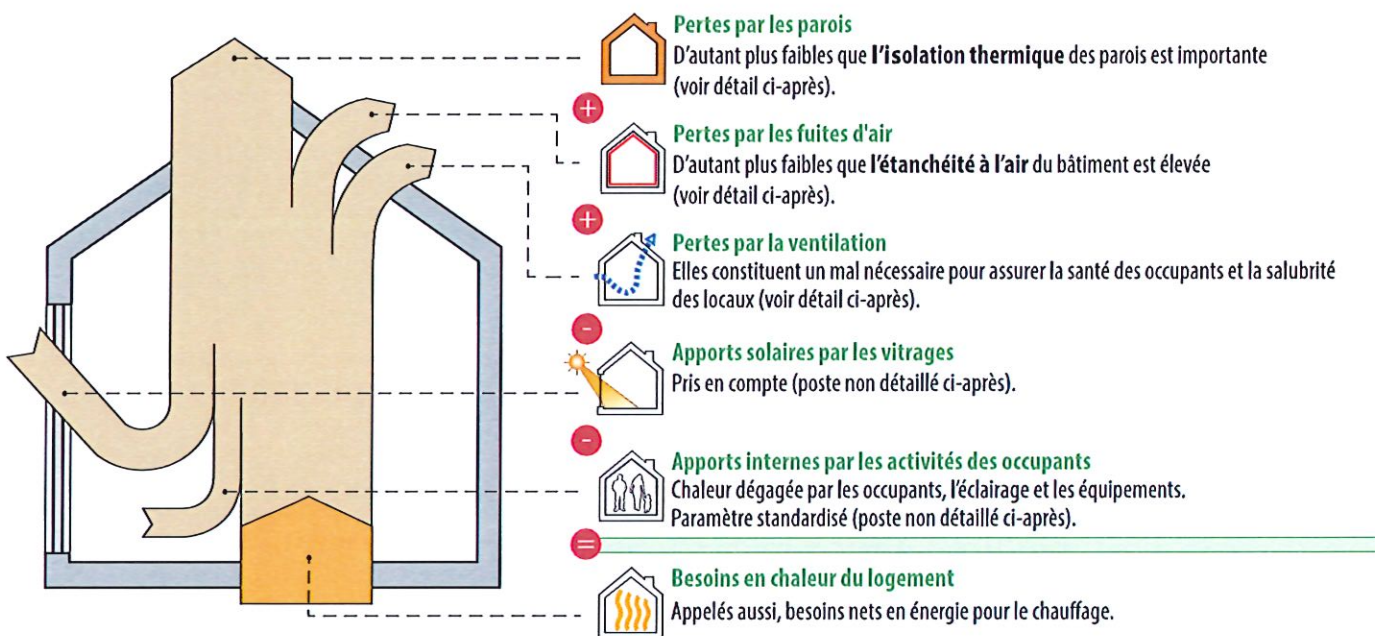 Pertes par les parois
D'autant plus faibles que l'isolation thermique des parois est importante
(voir détail ci-après).
+
Pertes par les fuites d'air
D'autant plus faibles que l'étanchéité à l'air du bâtiment est élevée
(voir détail ci-après).
+
Pertes par la ventilation
Elles constituent un mal nécessaire pour assurer la santé des occupants et la salubrité
des locaux (voir détail ci-après).
-
Apports solaires par les vitrages
Pris en compte (poste non détaillé ci-après).
-
Apports internes par les activités des occupants
Chaleur dégagée par les occupants, l'éclairage et les équipements.
Paramètre standardisé (poste non détaillé ci-après).
=
Besoins en chaleur du logement
Appelés aussi, besoins nets en énergie pour le chauffage.